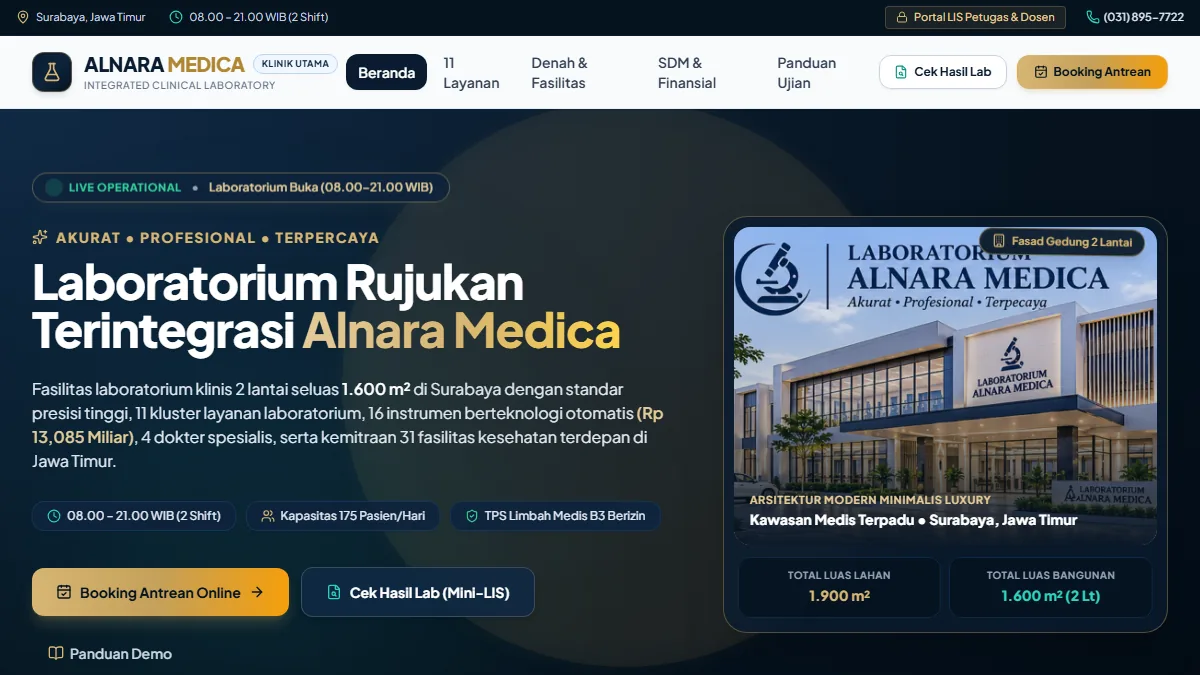 Surabaya, Jawa Timur
08.00 – 21.00 WIB (2 Shift)
Portal LIS Petugas & Dosen
(031) 895-7722
ALNARA MEDICA
KLINIK UTAMA
INTEGRATED CLINICAL LABORATORY
Beranda
11 Layanan
Denah & Fasilitas
SDM & Finansial
Panduan Ujian
Cek Hasil Lab
Booking Antrean
LIVE OPERATIONAL • Laboratorium Buka (08.00–21.00 WIB)
AKURAT ● PROFESIONAL ● TERPERCAYA
Laboratorium Rujukan
Terintegrasi Alnara Medica
Fasilitas laboratorium klinis 2 lantai seluas 1.600 m² di Surabaya dengan standar
presisi tinggi, 11 kluster layanan laboratorium, 16 instrumen berteknologi otomatis (Rp
13,085 Miliar), 4 dokter spesialis, serta kemitraan 31 fasilitas kesehatan terdepan di
Jawa Timur.
08.00 – 21.00 WIB (2 Shift)
Kapasitas 175 Pasien/Hari
TPS Limbah Medis B3 Berizin
Booking Antrean Online →
Cek Hasil Lab (Mini-LIS)
Panduan Demo
Fasad Gedung 2 Lantai
LABORATORIUM
ALNARA MEDICA
Akurat • Profesional • Terpecaya
LABORATORIUM
ALNARA MEDICA
LABORATORIUM
ALNARA MEDICA
ARSITEKTUR MODERN MINIMALIS LUXURY
Kawasan Medis Terpadu ● Surabaya, Jawa Timur
TOTAL LUAS LAHAN
1.900 m²
TOTAL LUAS BANGUNAN
1.600 m² (2 Lt)